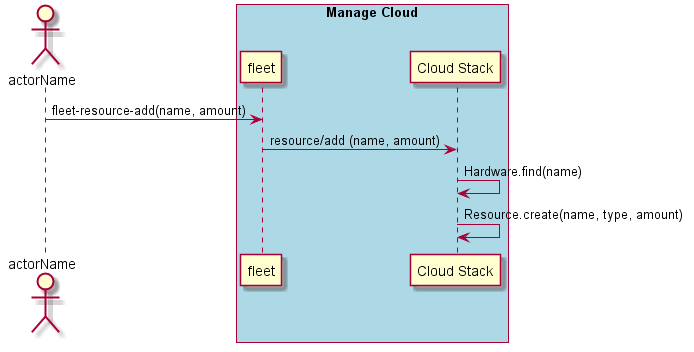 Manage Cloud
actorName
fleet
Cloud Stack
fleet-resource-add(name, amount)
resource/add (name, amount)
Hardware.find(name)
Resource.create(name, type, amount)
actorName
fleet
Cloud Stack